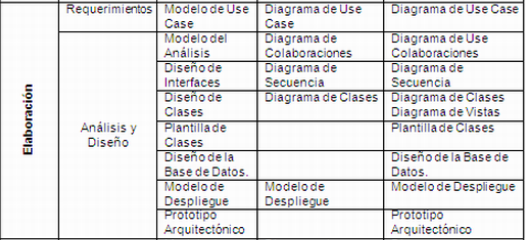 Elaboración
Requerimientos
Modelo de Use
Case
Diagrama de Use
Case
Diagrama de Use Case
Análisis y
Diseño
Modelo del
Análisis
Diagrama de
Colaboraciones
Diagrama de Use
Colaboraciones
Diseño de
Interfaces
Diagrama de
Secuencia
Diagrama de
Secuencia
Diseño de
Clases
Diagrama de Clases
Diagrama de Clases
Diagrama de Vistas
Plantilla de
Clases
Plantilla de Clases
Diseño de la
Base de Datos.
Diseño de la Base de
Datos.
Modelo de
Despliegue
Modelo de
Despliegue
Modelo de Despliegue
Prototipo
Arquitectónico
Prototipo
Arquitectónico